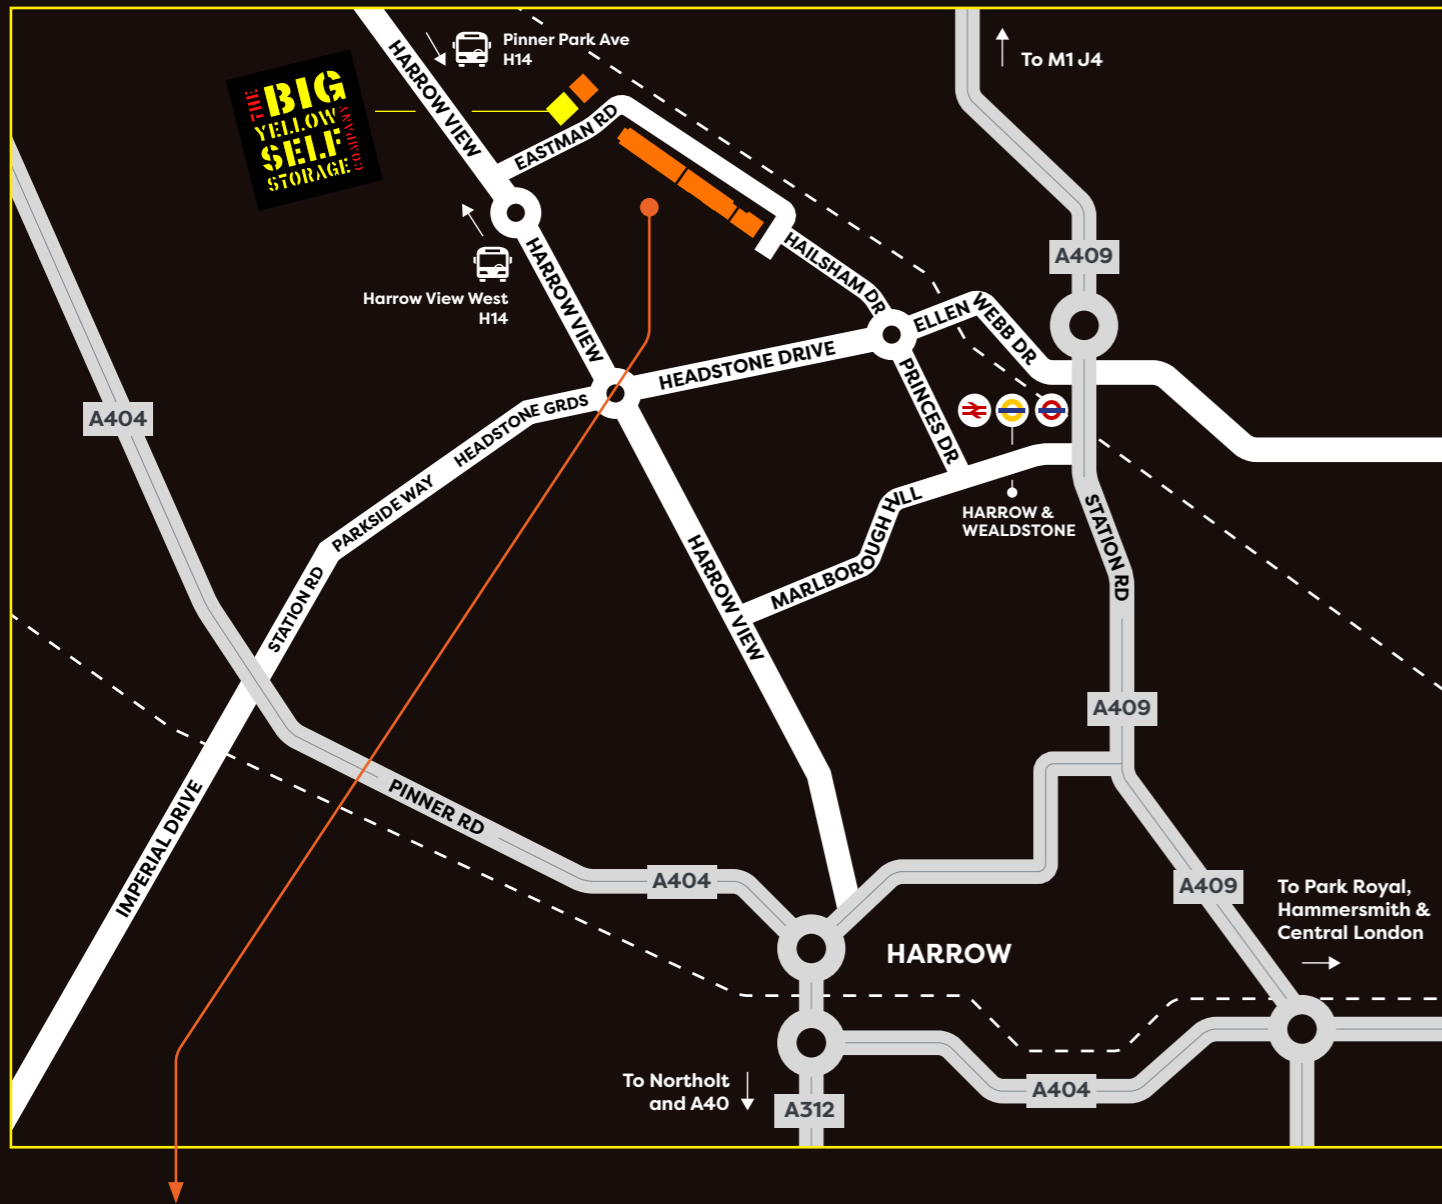 Pinner Park Ave
H14
To M1 J4
HARROW VIEW
THE
BIG
YELLOW
SELF
STORAGE
COMPANY
EASTMAN RD
HAILSHAM DR
A409
Harrow View West
H14
HARROW VIEW
ELLEN WEBB DR
HEADSTONE DRIVE
PRINCES DR
A404
HEADSTONE GRDS
PARKSIDE WAY
HARROW &
WEALDSTONE
MARLBOROUGH HILL
STATION RD
STATION RD
HARROW VIEW
A409
IMPERIAL DRIVE
PINNER RD
A404
A409
To Park Royal,
Hammersmith &
Central London
HARROW
To Northolt
and A40
A312
A404